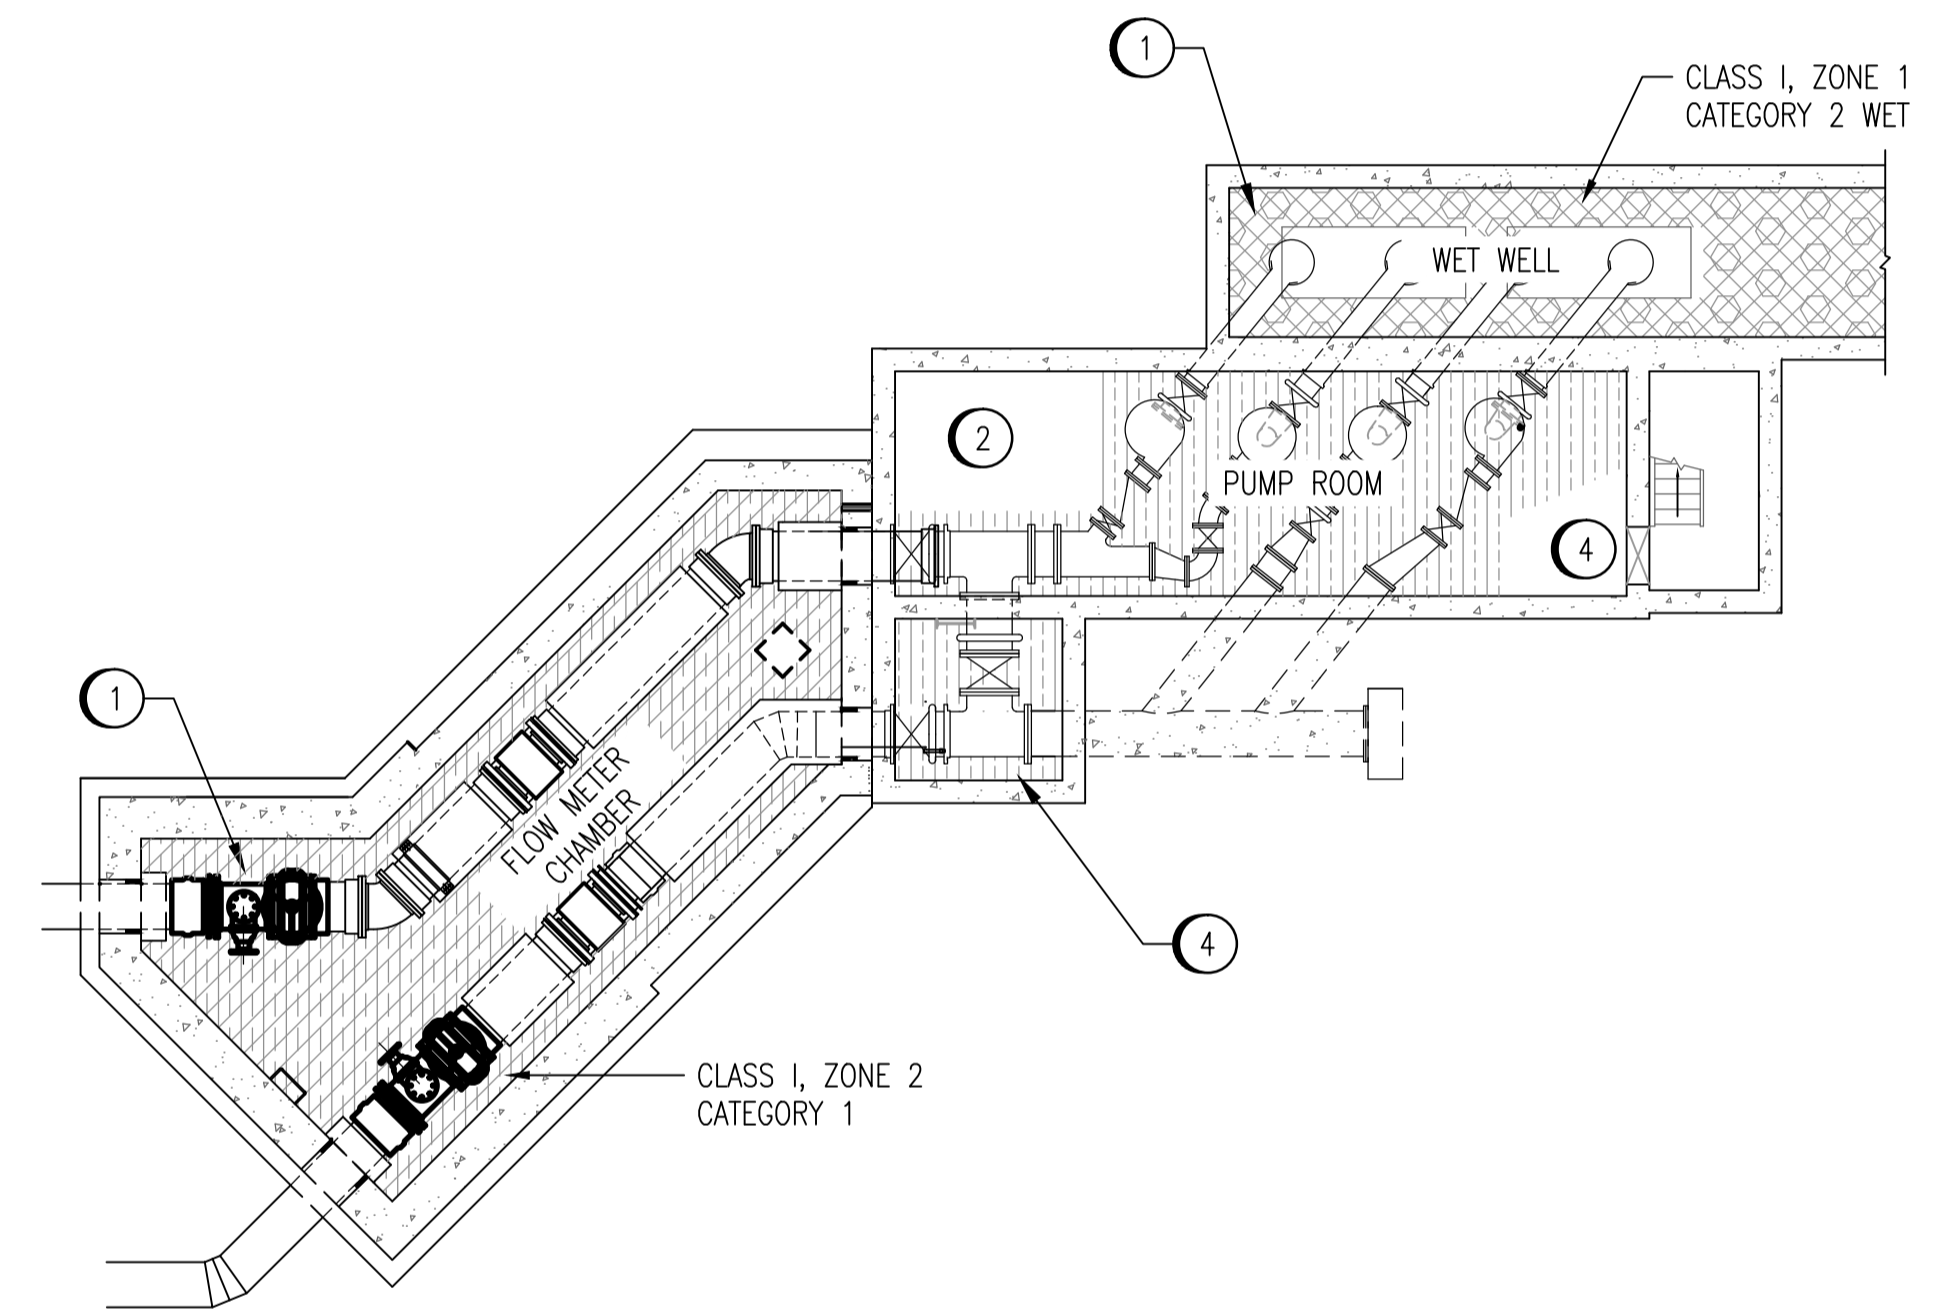 1
CLASS I, ZONE 1
CATEGORY 2 WET
WET WELL
2
PUMP ROOM
4
1
FLOW METER
CHAMBER
4
CLASS I, ZONE 2
CATEGORY 1